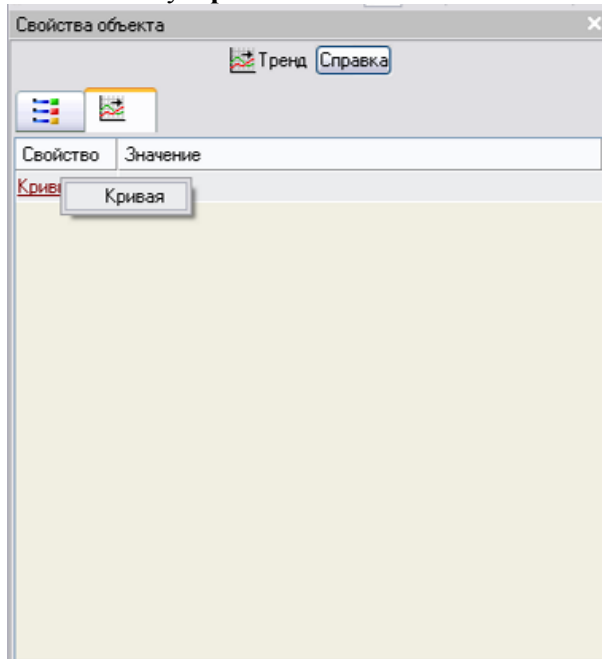 Свойства объекта
Тренд Справка
Свойство Значение
Кривая